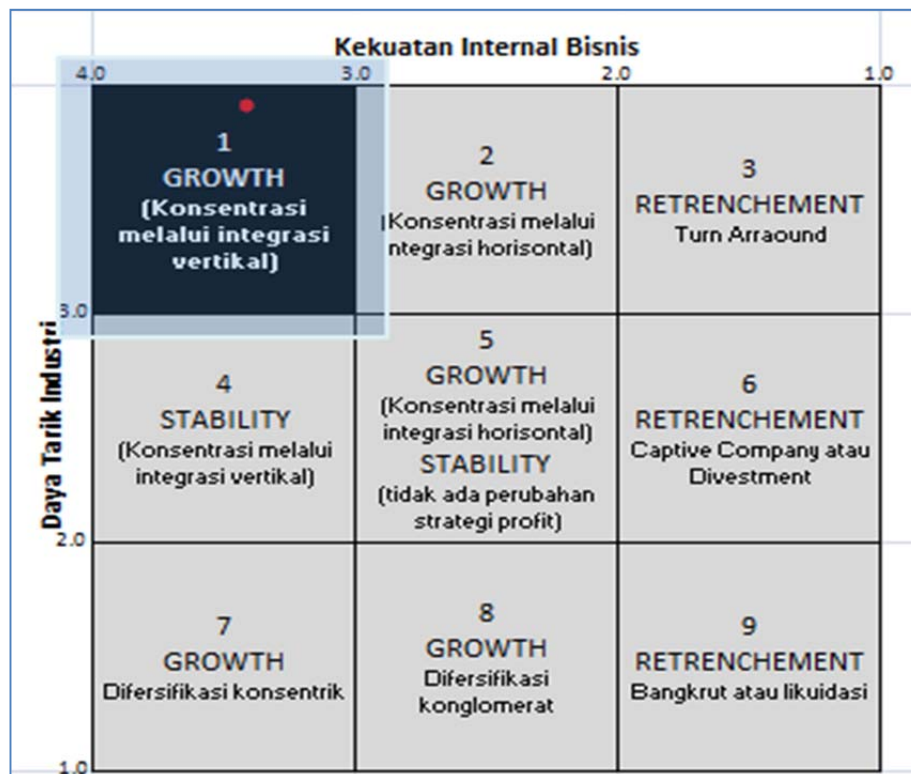 Kekuatan Internal Bisnis
4.0
3.0
2.0
1.0
Daya Tarik Industri
1
GROWTH
(Konsentrasi
melalui integrasi
vertikal)
2
GROWTH
(Konsentrasi melalui
integrasi horisontal)
3
RETRENCHMENT
Turn Arraound
3.0
4
STABILITY
(Konsentrasi melalui
integrasi vertikal)
5
GROWTH
(Konsentrasi melalui
integrasi horisontal)
STABILITY
(tidak ada perubahan
strategi profit)
6
RETRENCHEMENT
Captive Company atau
Divestment
2.0
7
GROWTH
Difersifikasi konsentrik
8
GROWTH
Difersifikasi
konglomerat
9
RETRENCHEMENT
Bangkrut atau likuidasi
1.0